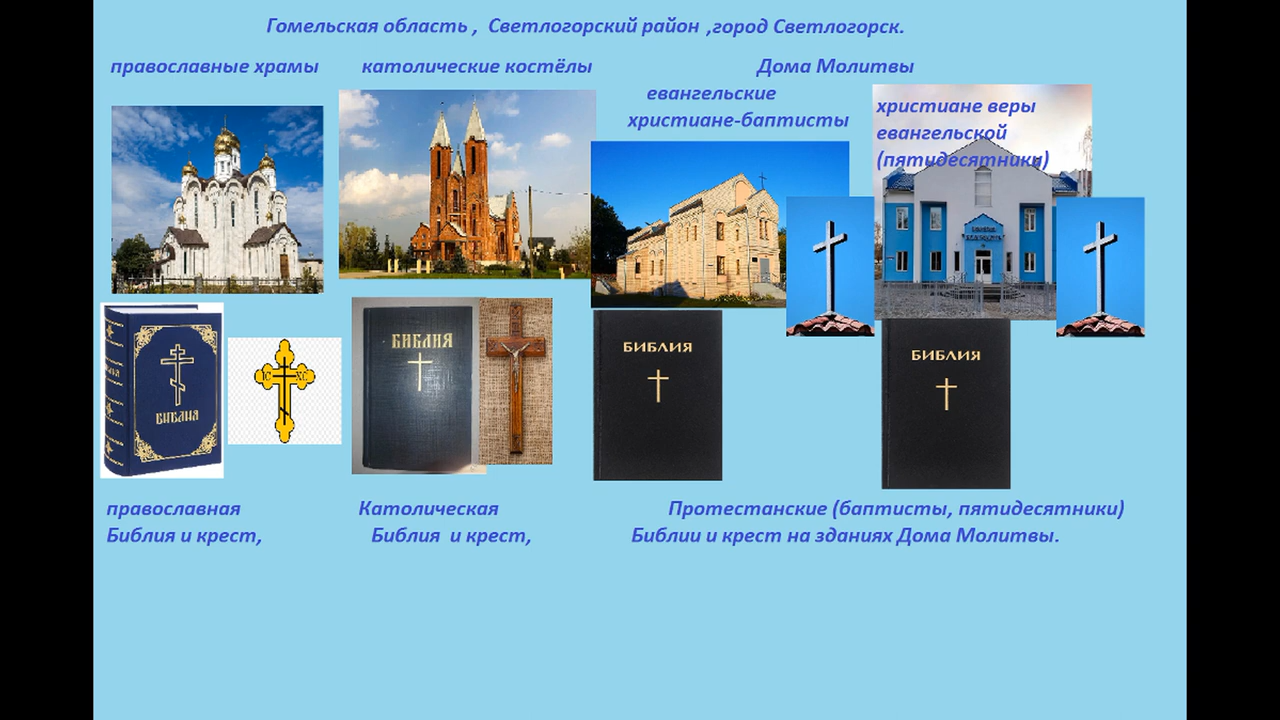 Гомельская область , Светлогорский район ,город Светлогорск.
православные храмы
католические костёлы
Дома Молитвы
евангельские
христиане-баптисты
христиане веры
евангельской
(пятидесятники)
БИБЛИЯ
IC XC
БИБЛИЯ
БИБЛИЯ
БИБЛИЯ
православная
Библия и крест,
Католическая
Библия и крест,
Протестанские (баптисты, пятидесятники)
Библии и крест на зданиях Дома Молитвы.